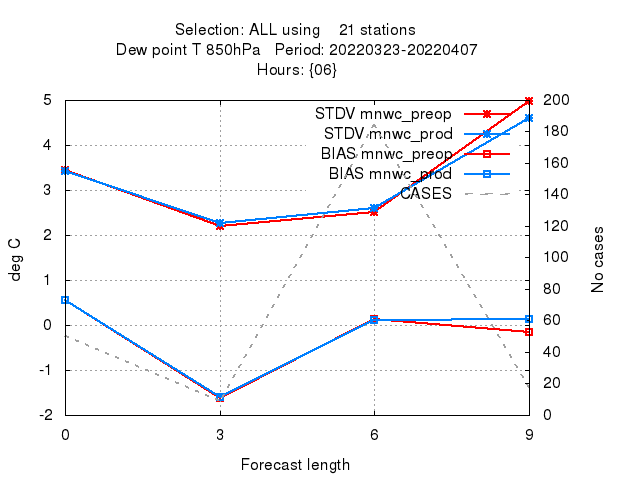 Selection: ALL using    21 stations
Dew point T 850hPa   Period: 20220323-20220407
Hours: {06}
STDV mnwc_preop
STDV mnwc_prod
BIAS mnwc_preop
BIAS mnwc_prod
CASES
5
4
3
2
1
0
-1
-2
200
180
160
140
120
100
80
60
40
20
0
deg C
No cases
0 3 6 9
Forecast length